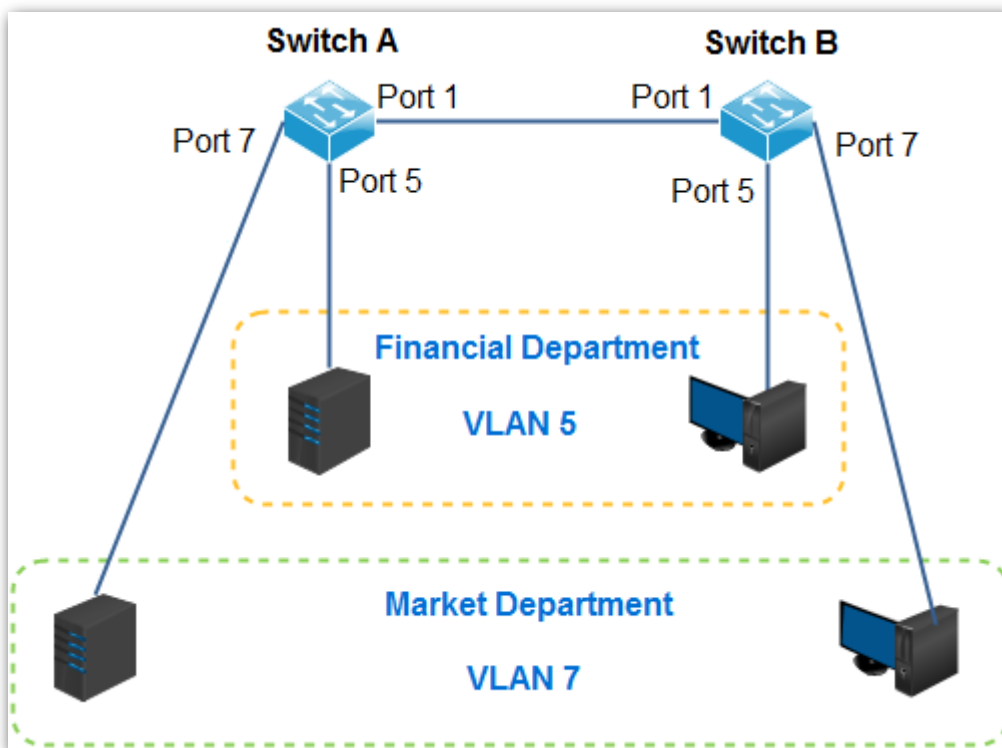 Switch A
Switch B
Port 1
Port 1
Port 7
Port 7
Port 5
Port 5
Financial Department
VLAN 5
Market Department
VLAN 7